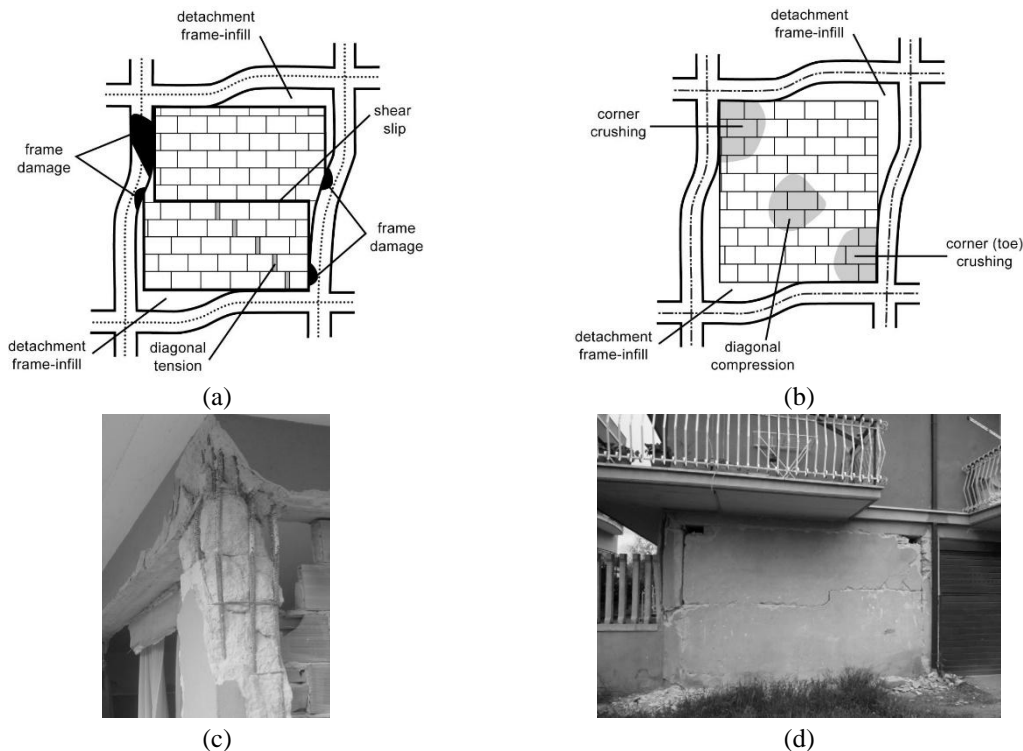 detachment
frame-infill
shear
slip
frame
damage
frame
damage
detachment
frame-infill
diagonal
tension
(a)
detachment
frame-infill
corner
crushing
corner (toe)
crushing
detachment
frame-infill
diagonal
compression
(b)
(c)
(d)